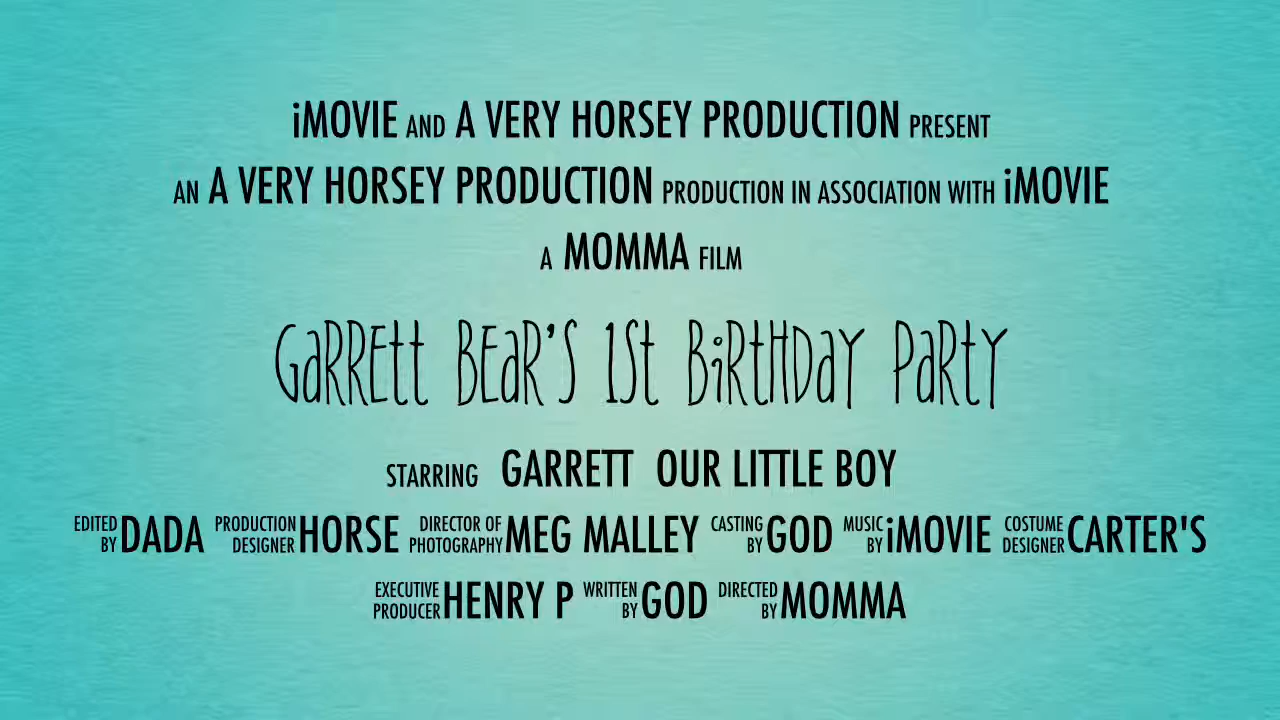 iMOVIE AND A VERY HORSEY PRODUCTION PRESENT
AN A VERY HORSEY PRODUCTION PRODUCTION IN ASSOCIATION WITH iMOVIE
A MOMMA FILM
GaRREtt BEaR'S 1St BiRtHDaY PaRtY
STARRING GARRETT OUR LITTLE BOY
EDITED BY DADA PRODUCTION DESIGNER HORSE DIRECTOR OF PHOTOGRAPHY MEG MALLEY CASTING BY GOD MUSIC BY iMOVIE COSTUME DESIGNER CARTER'S
EXECUTIVE PRODUCER HENRY P WRITTEN BY GOD DIRECTED BY MOMMA